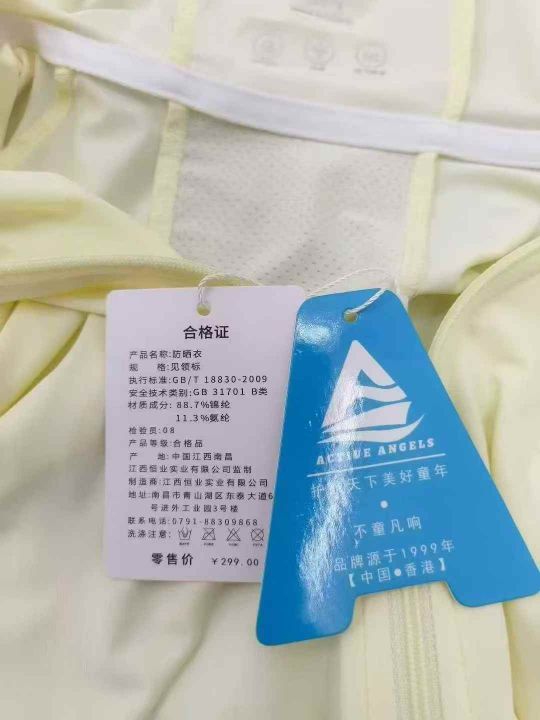 合格证
产品名称:防晒衣
规 格:见领标
执行标准:GB/T 18830-2009
安全技术类别:GB 31701 B类
材质成分: 88.7%锦纶
11.3%氨纶
检验员:08
产品等级:合格品
产 地:中国江西南昌
江西恒业实业有限公司监制
制造商:江西恒业实业有限公司
地址:南昌市青山湖区东泰大道6
号进外工业园3号楼
联系电话:0791-88309868
洗涤注意:
零售价 ¥299.00
ACTIVE ANGELS
天下美好童年
不童凡响
品牌源于1999年
【中国●香港】